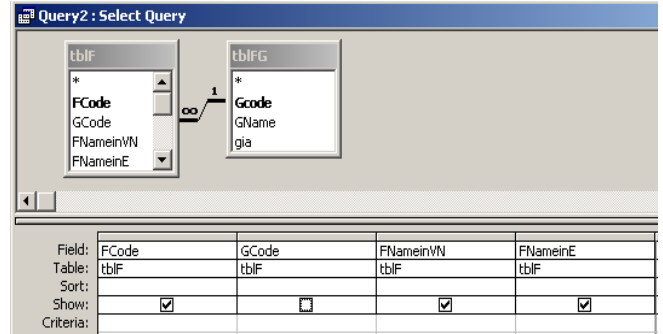 Query2 : Select Query
tblF
*
FCode
GCode
FNameinVN
FNameinE
∞
1
tblFG
*
Gcode
GName
gia
Field: FCode GCode FNameinVN FNameinE
Table: tblF tblF tblF tblF
Sort:
Show:
Criteria: